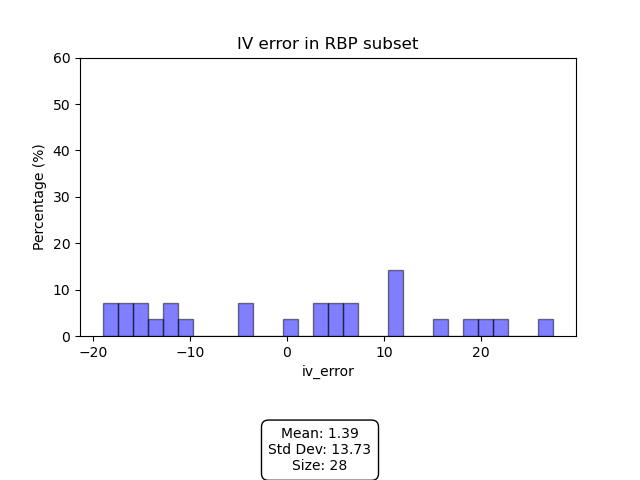 IV error in RBP subset
60
50
40
30
20
10
0
Percentage (%)
−20
−10
0
10
20
iv_error
Mean: 1.39
Std Dev: 13.73
Size: 28